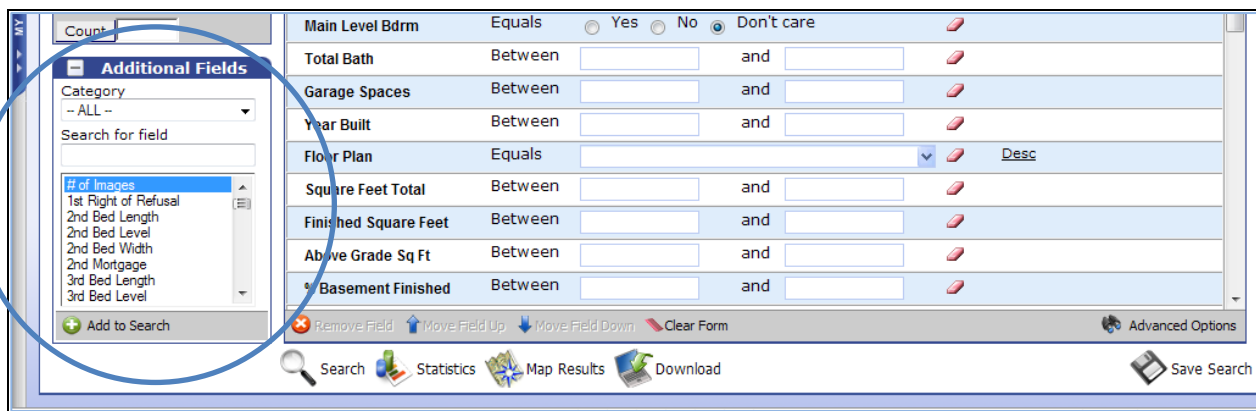 MY
Count
Additional Fields
Category
-- ALL --
Search for field
# of Images
1st Right of Refusal
2nd Bed Length
2nd Bed Level
2nd Bed Width
2nd Mortgage
3rd Bed Length
3rd Bed Level
Add to Search
Main Level Bdrm Equals Yes No Don't care
Total Bath Between and
Garage Spaces Between and
Year Built Between and
Floor Plan Equals Desc
Square Feet Total Between and
Finished Square Feet Between and
Above Grade Sq Ft Between and
% Basement Finished Between and
Remove Field Move Field Up Move Field Down Clear Form Advanced Options
Search Statistics Map Results Download Save Search